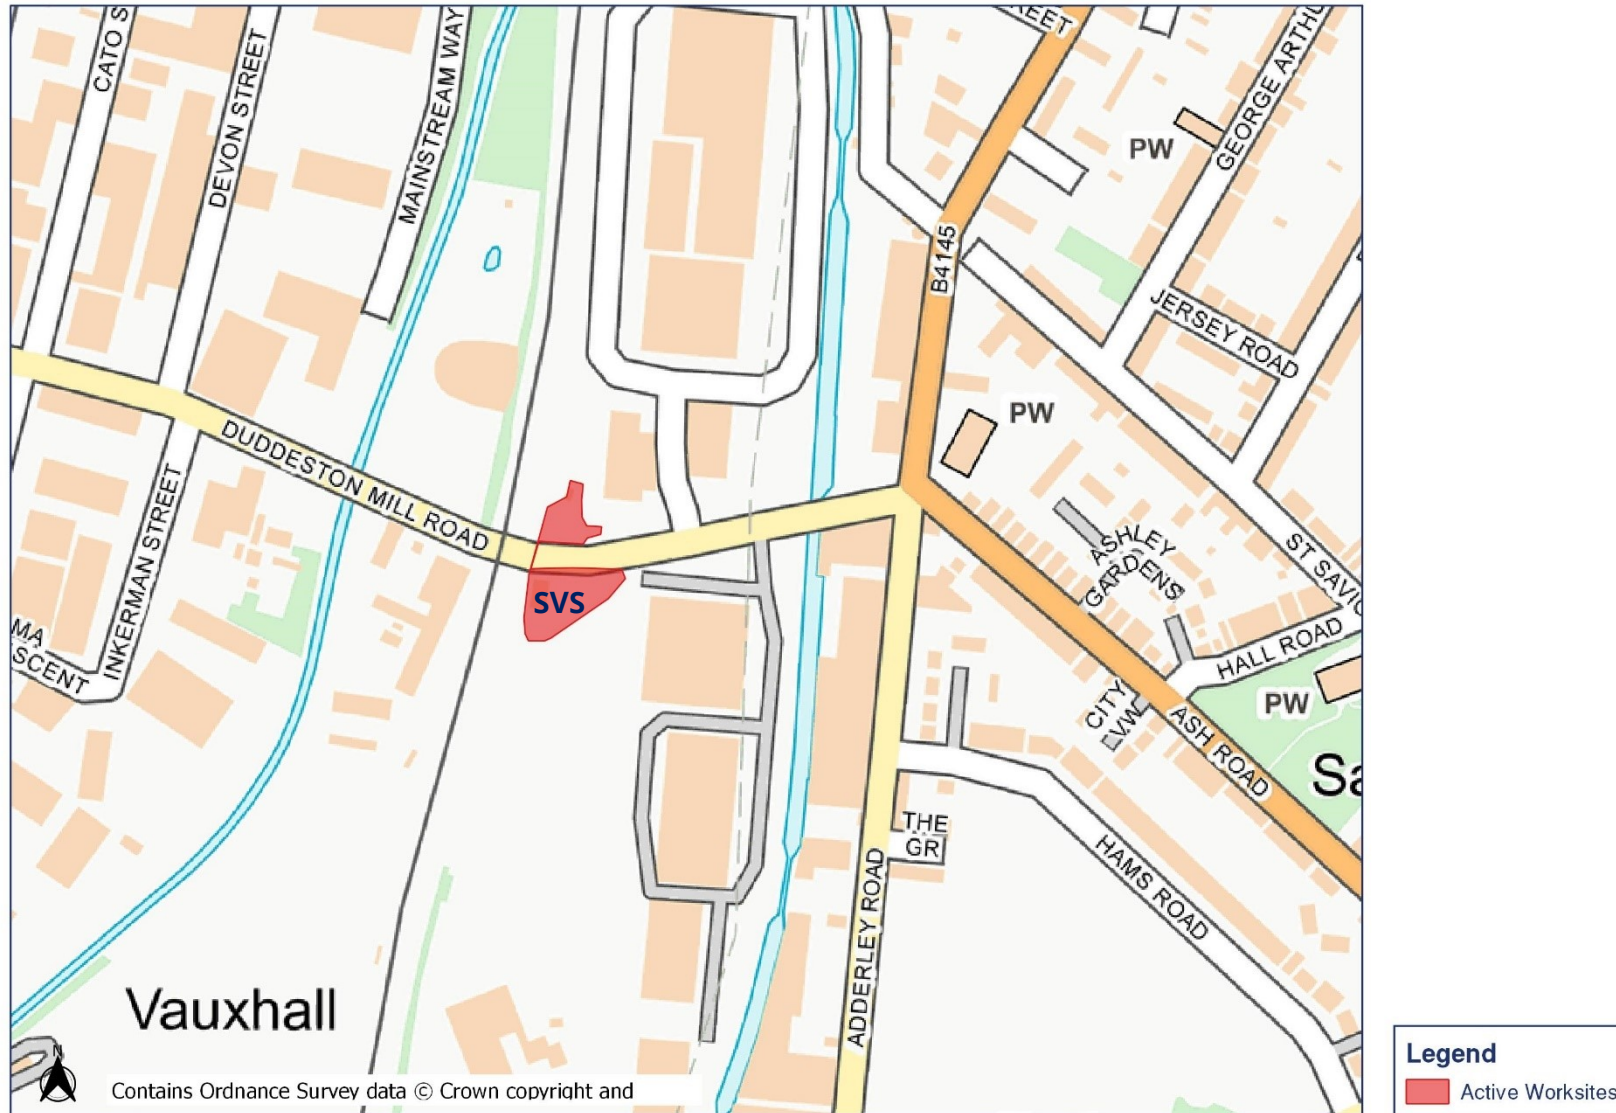 CATO S
DEVON STREET
MAINSTREAM WAY
REET
GEORGE ARTHU
PW
B4145
JERSEY ROAD
PW
DUDDESTON MILL ROAD
INKERMAN STREET
ASHLEY
GARDENS
ST SAVIO
SVS
MA
SCENT
HALL ROAD
PW
CITY
VW
ASH ROAD
Sa
THE
GR
HAMS ROAD
ADDERLEY ROAD
Vauxhall
N
Contains Ordnance Survey data © Crown copyright and
Legend
Active Worksites